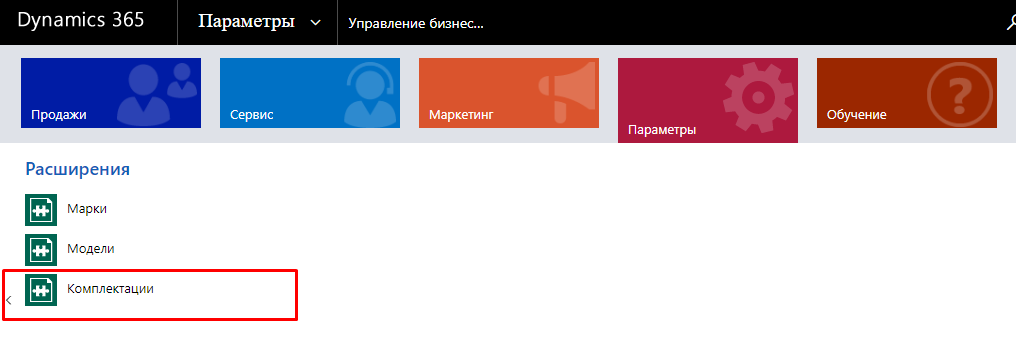 Dynamics 365 Параметры Управление бизнес...
Продажи Сервис Маркетинг Параметры Обучение
Расширения
Марки
Модели
Комплектации